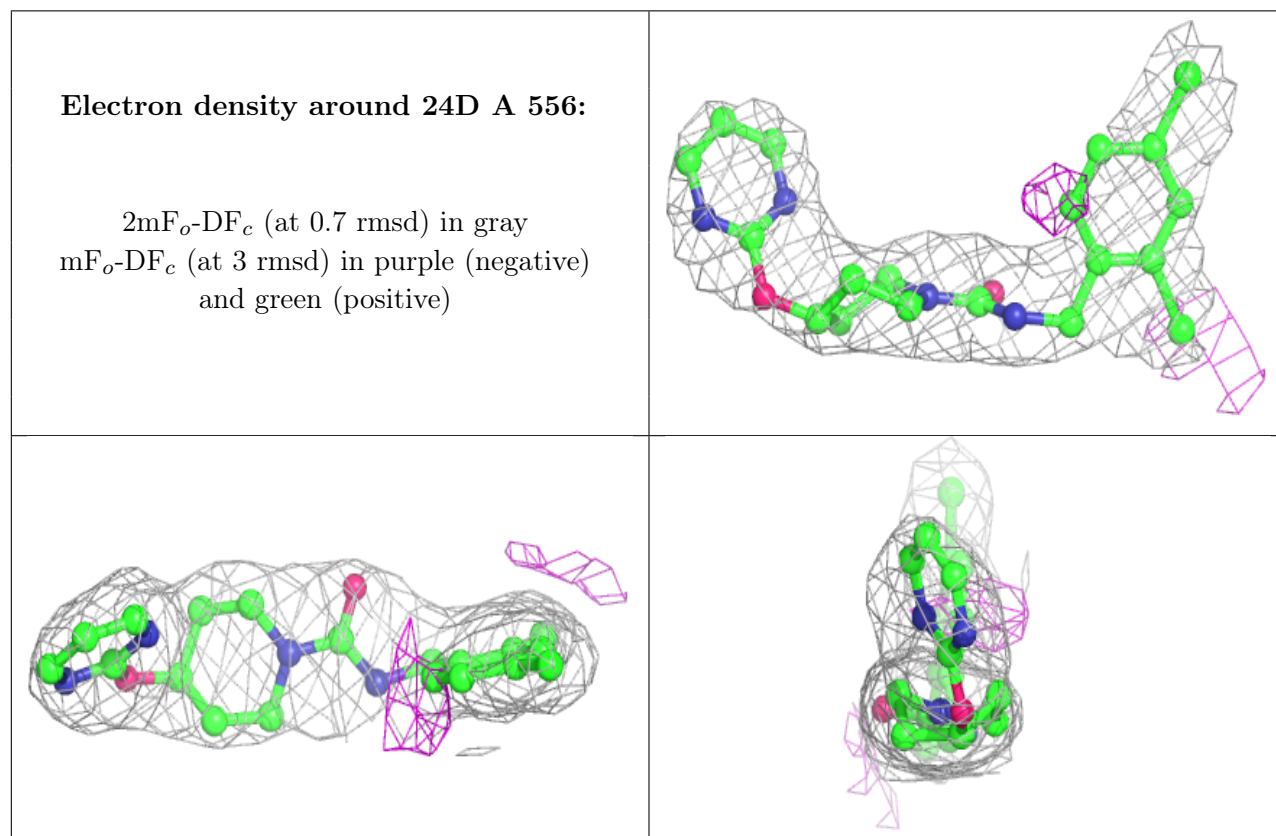 Electron density around 24D A 556:
2mFo-DFc (at 0.7 rmsd) in gray
mFo-DFc (at 3 rmsd) in purple (negative)
and green (positive)